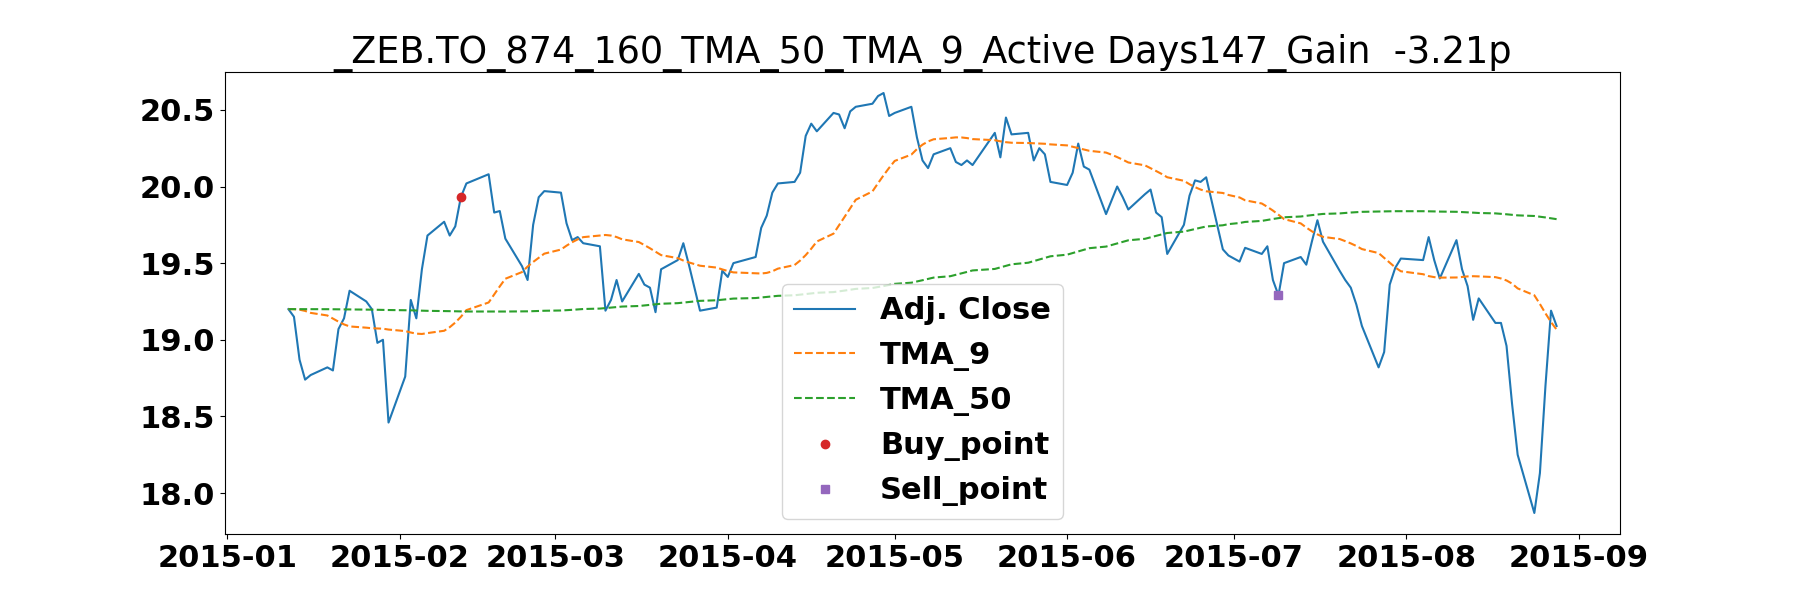 _ZEB.TO_874_160_TMA_50_TMA_9_Active Days147_Gain  -3.21p
20.5
20.0
19.5
19.0
18.5
18.0
Adj. Close
TMA_9
TMA_50
Buy_point
Sell_point
2015-01 2015-02 2015-03 2015-04 2015-05 2015-06 2015-07 2015-08 2015-09